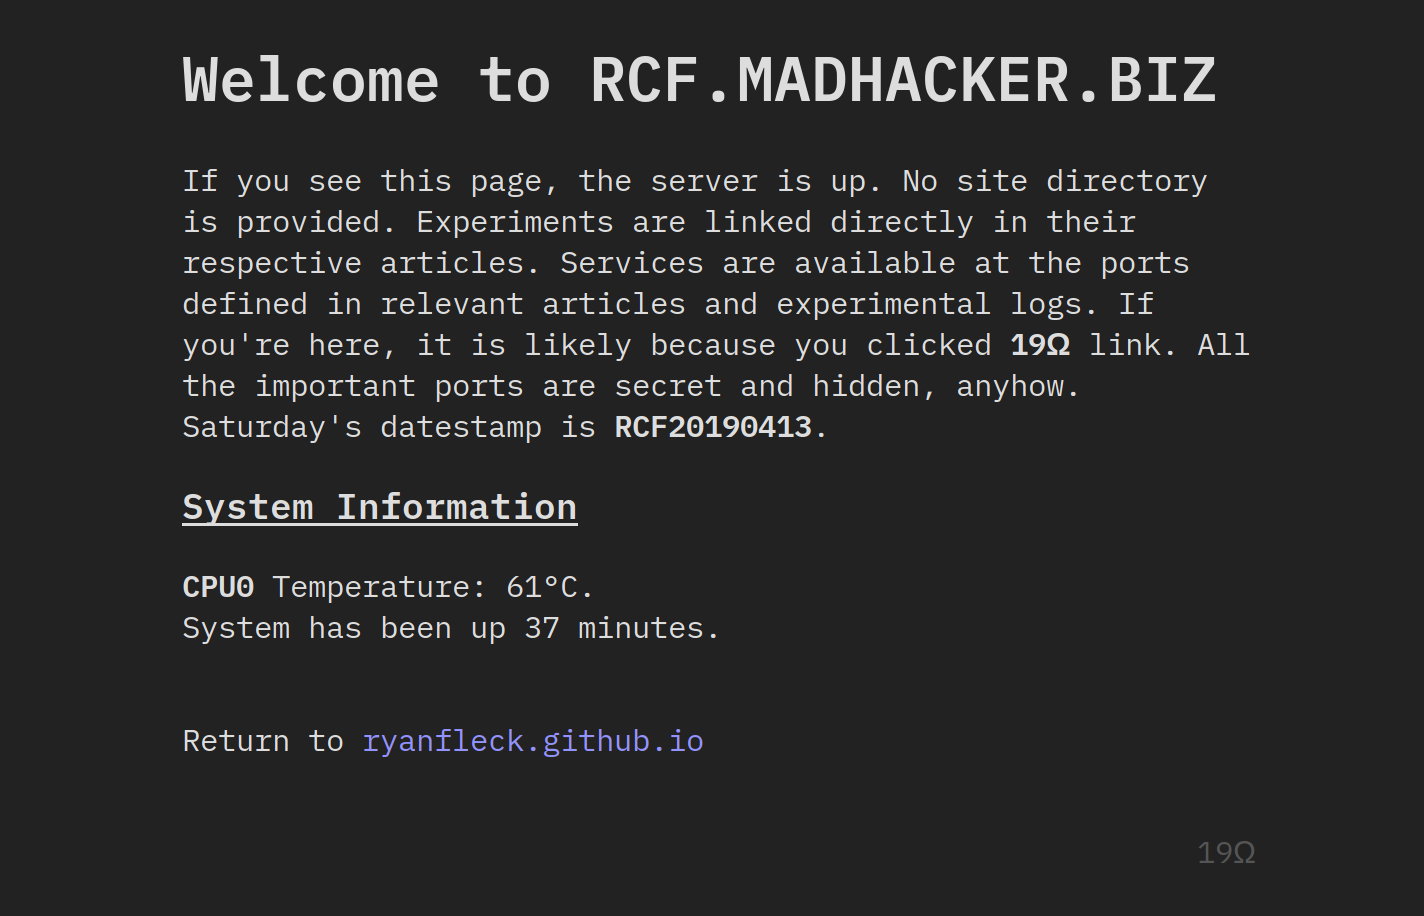 Welcome to RCF.MADHACKER.BIZ
If you see this page, the server is up. No site directory
is provided. Experiments are linked directly in their
respective articles. Services are available at the ports
defined in relevant articles and experimental logs. If
you're here, it is likely because you clicked 19Ω link. All
the important ports are secret and hidden, anyhow.
Saturday's datestamp is RCF20190413.
System Information
CPU0 Temperature: 61°C.
System has been up 37 minutes.
Return to ryanfleck.github.io
19Ω